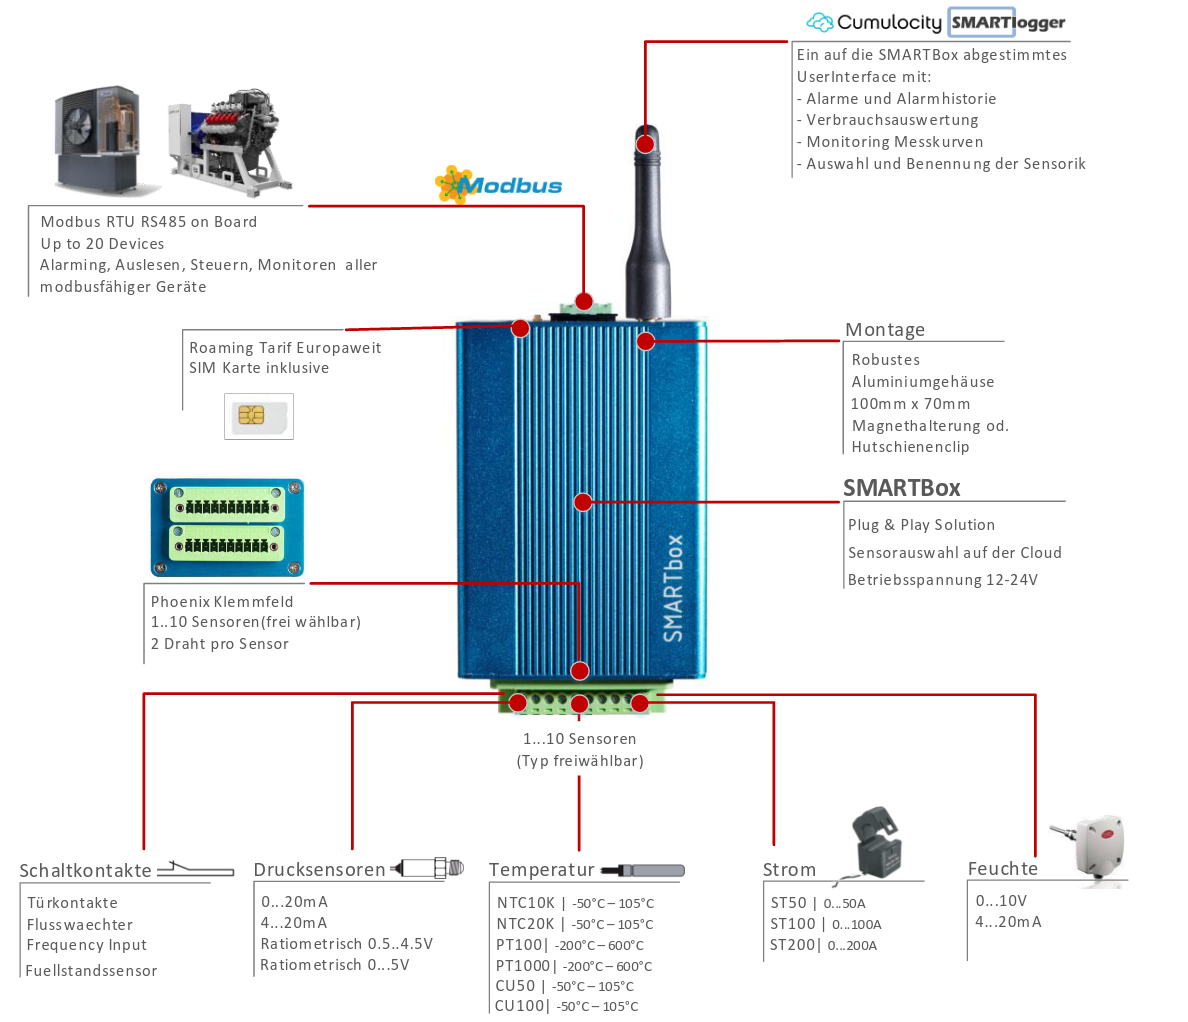 Cumulocity SMARTlogger
Ein auf die SMARTBox abgestimmtes
UserInterface mit:
- Alarme und Alarmhistorie
- Verbrauchsauswertung
- Monitoring Messkurven
- Auswahl und Benennung der Sensorik
Modbus
Modbus RTU RS485 on Board
Up to 20 Devices
Alarming, Auslesen, Steuern, Monitoren aller
modbusfähiger Geräte
Roaming Tarif Europaweit
SIM Karte inklusive
Montage
Robustes
Aluminiumgehäuse
100mm x 70mm
Magnethalterung od.
Hutschienenclip
SMARTBox
Plug & Play Solution
Sensorauswahl auf der Cloud
Betriebsspannung 12-24V
SMARTbox
Phoenix Klemmfeld
1..10 Sensoren(frei wählbar)
2 Draht pro Sensor
1...10 Sensoren
(Typ freiwählbar)
Schaltkontakte
Türkontakte
Flusswaechter
Frequency Input
Fuellstandssensor
Drucksensoren
0...20mA
4...20mA
Ratiometrisch 0.5..4.5V
Ratiometrisch 0...5V
Temperatur
NTC10K | -50°C – 105°C
NTC20K | -50°C – 105°C
PT100| -200°C – 600°C
PT1000| -200°C – 600°C
CU50 | -50°C – 105°C
CU100| -50°C – 105°C
Strom
ST50 | 0...50A
ST100 | 0...100A
ST200| 0...200A
Feuchte
0...10V
4...20mA